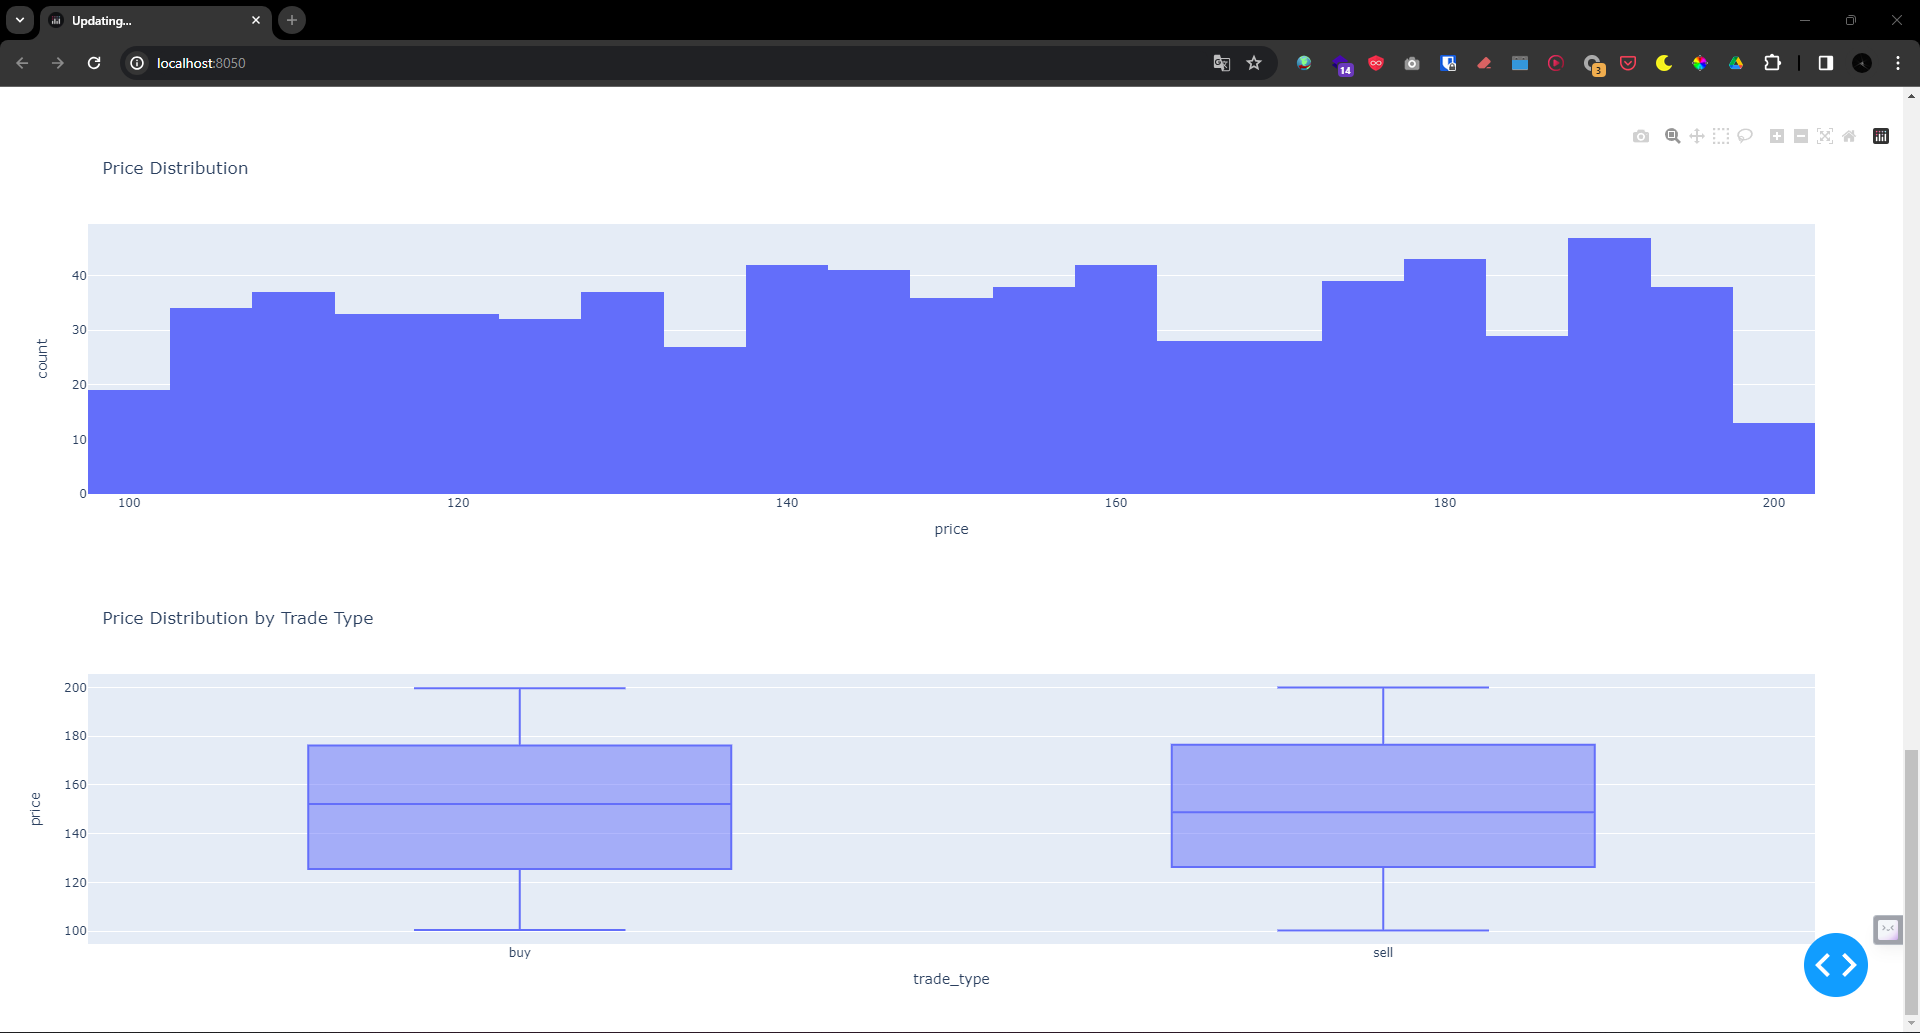 Updating...
localhost:8050
14
3
Price Distribution
count
40
30
20
10
0
100 120 140 160 180 200
price
Price Distribution by Trade Type
price
200
180
160
140
120
100
buy sell
trade_type